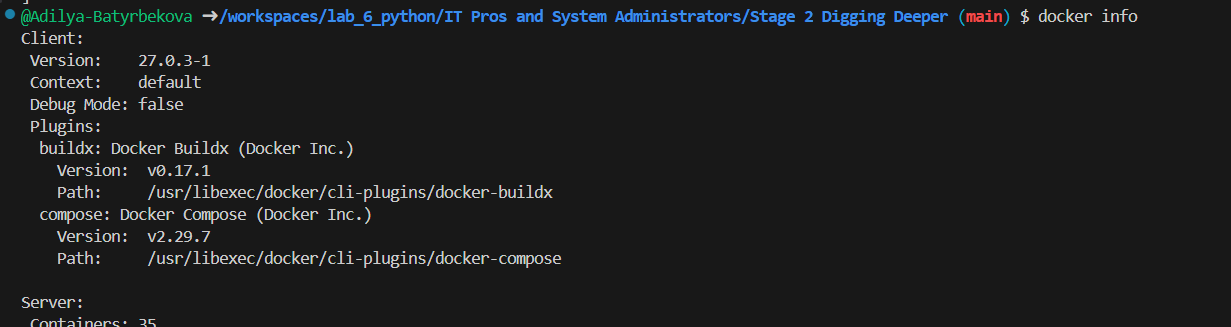 ]
@Adilya-Batyrbekova ➜/workspaces/lab_6_python/IT Pros and System Administrators/Stage 2 Digging Deeper (main) $ docker info
Client:
 Version:    27.0.3-1
 Context:    default
 Debug Mode: false
 Plugins:
  buildx: Docker Buildx (Docker Inc.)
    Version:  v0.17.1
    Path:     /usr/libexec/docker/cli-plugins/docker-buildx
  compose: Docker Compose (Docker Inc.)
    Version:  v2.29.7
    Path:     /usr/libexec/docker/cli-plugins/docker-compose

Server:
 Containers: 35